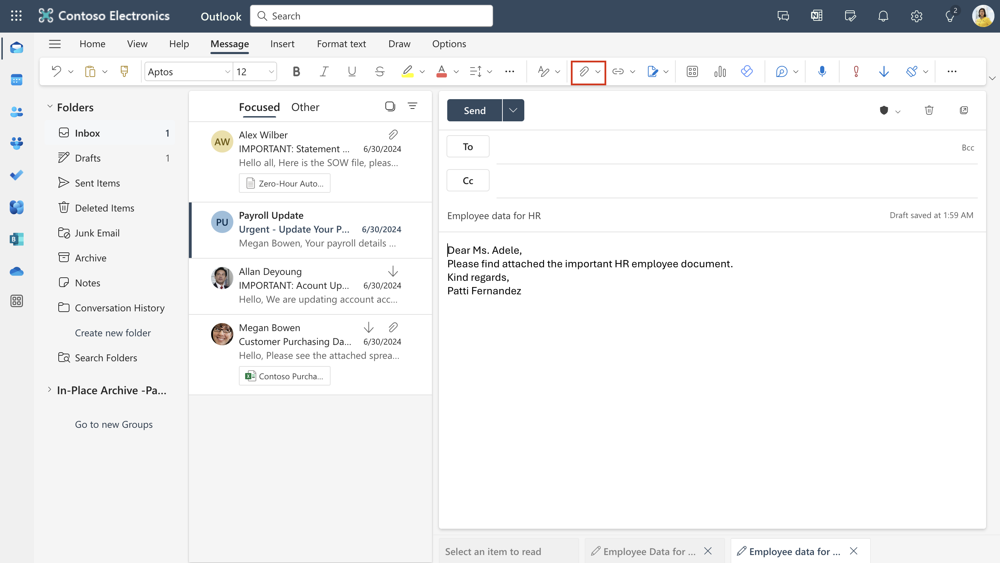 Contoso Electronics
Outlook
Search
2
Home
View
Help
Message
Insert
Format text
Draw
Options
Aptos
12
Folders
Inbox 1
Drafts 1
Sent Items
Deleted Items
Junk Email
Archive
Notes
Conversation History
Create new folder
Search Folders
In-Place Archive -Pa...
Go to new Groups
Focused
Other
AW
Alex Wilber
IMPORTANT: Statement ... 6/30/2024
Hello all, Here is the SOW file, pleas...
Zero-Hour Auto...
PU
Payroll Update
Urgent - Update Your P... 6/30/2024
Megan Bowen, Your payroll details ...
Allan Deyoung
IMPORTANT: Acount Up... 6/30/2024
Hello, We are updating account acc...
Megan Bowen
Customer Purchasing Da... 6/30/2024
Hello, Please see the attached sprea...
Contoso Purcha...
Send
To
Bcc
Cc
Employee data for HR
Draft saved at 1:59 AM
Dear Ms. Adele,
Please find attached the important HR employee document.
Kind regards,
Patti Fernandez
Select an item to read
Employee Data for ...
Employee data for ...